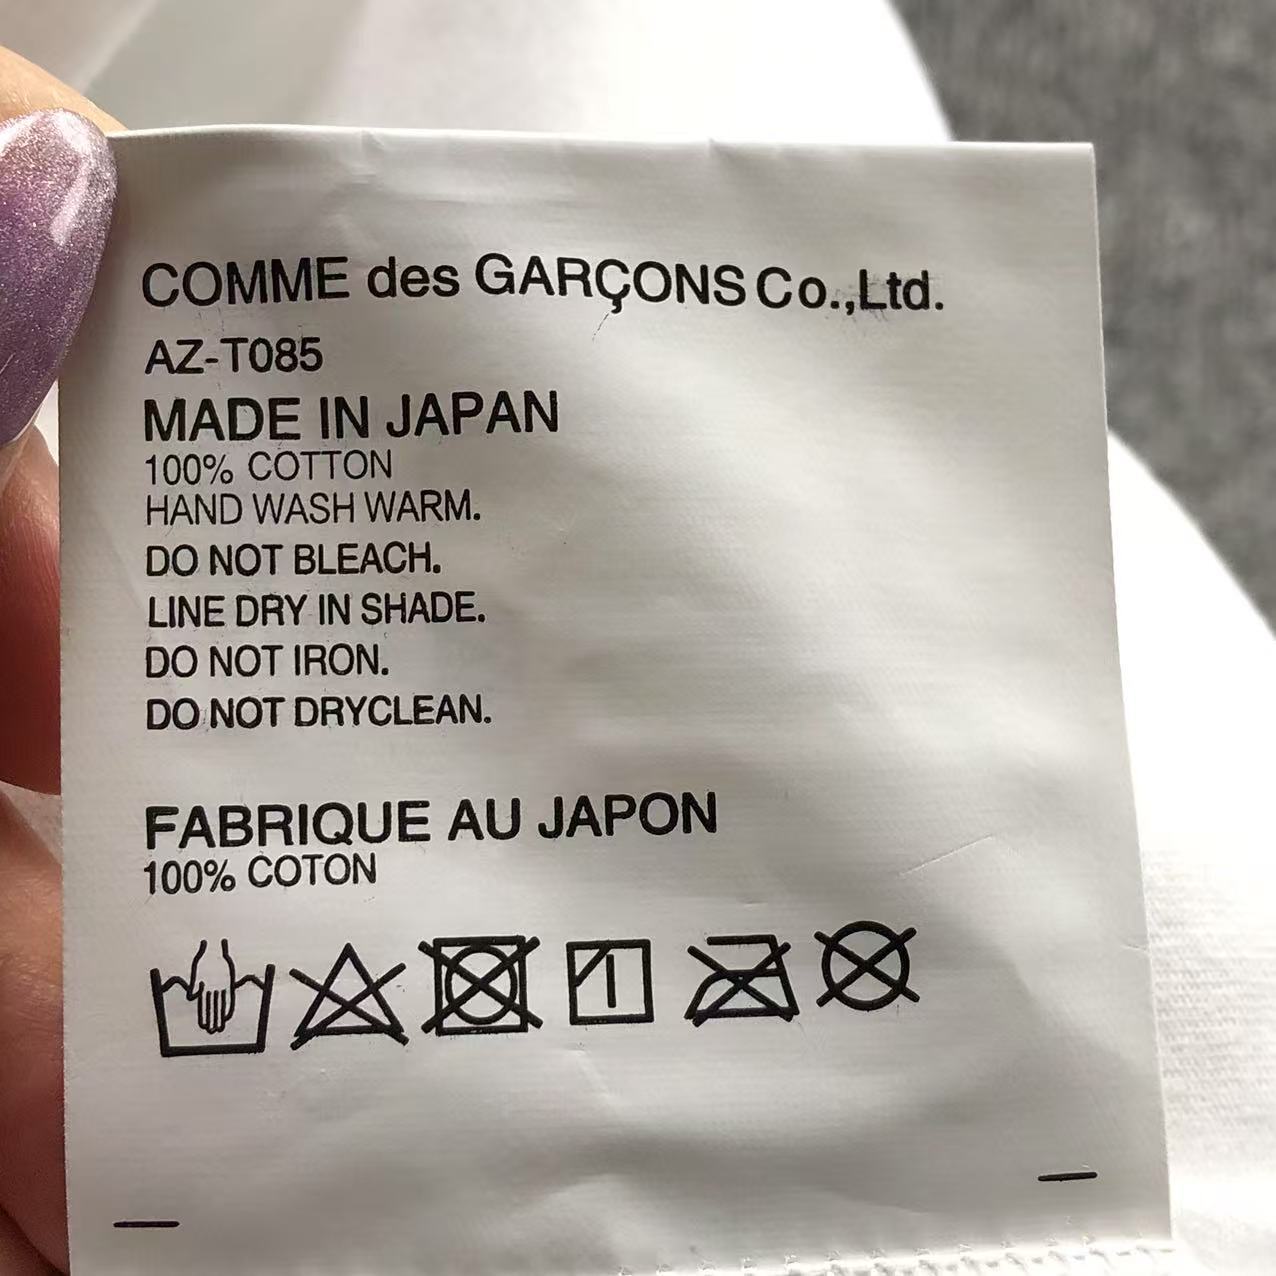 COMME des GARÇONS Co.,Ltd.
AZ-T085
MADE IN JAPAN
100% COTTON
HAND WASH WARM.
DO NOT BLEACH.
LINE DRY IN SHADE.
DO NOT IRON.
DO NOT DRYCLEAN.
FABRIQUE AU JAPON
100% COTON